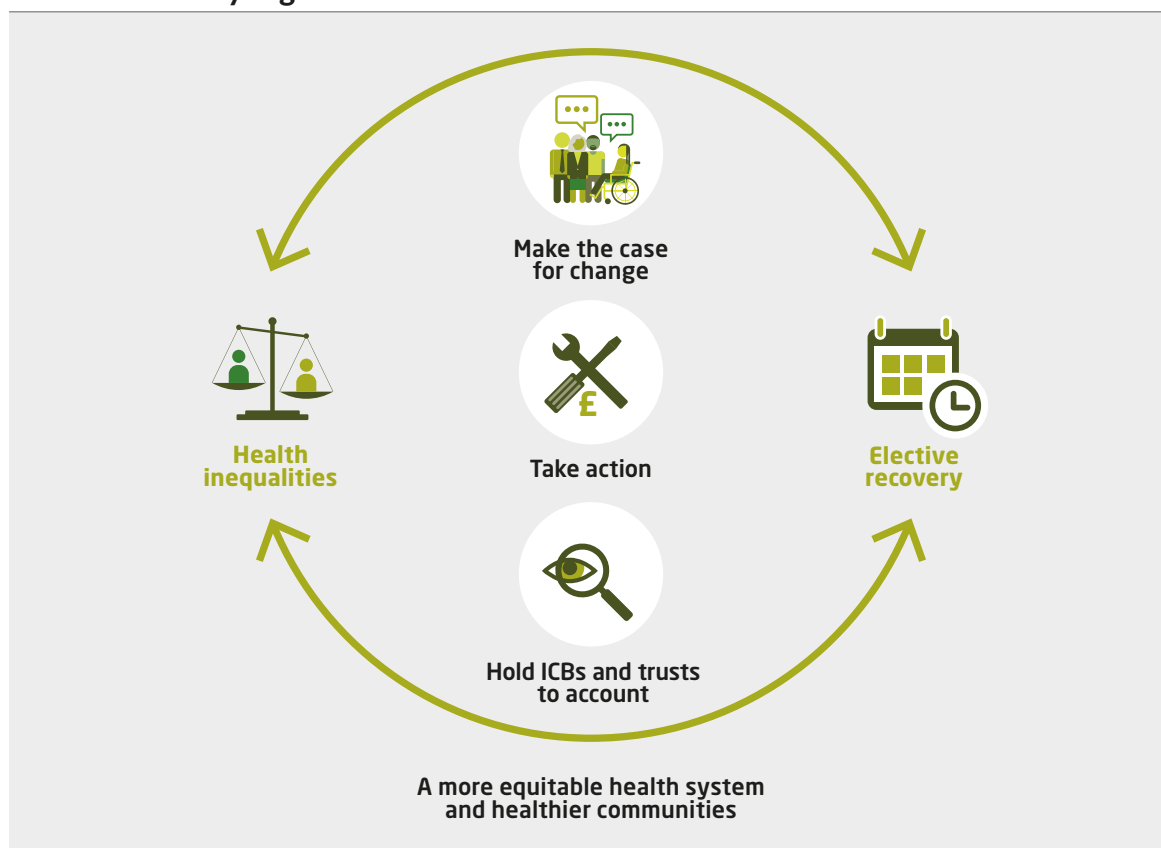 Make the case
for change
Health
inequalities
£
Take action
Elective
recovery
Hold ICBs and trusts
to account
A more equitable health system
and healthier communities